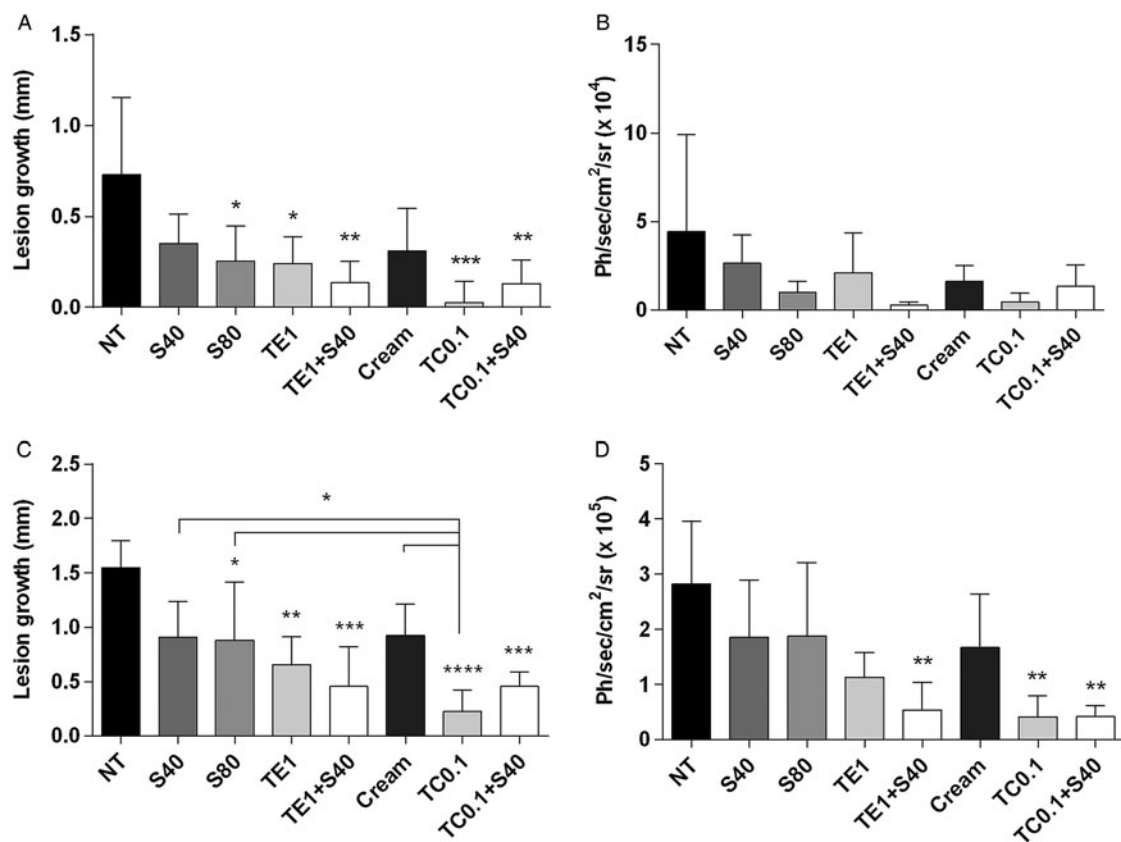 A
Lesion growth (mm)
1.5
1.0
0.5
0.0
*
*
**
***
**
NT
S40
S80
TE1
TE1+S40
Cream
TC0.1
TC0.1+S40
B
Ph/sec/cm²/sr (x 10⁴)
15
10
5
0
NT
S40
S80
TE1
TE1+S40
Cream
TC0.1
TC0.1+S40
C
Lesion growth (mm)
2.5
2.0
1.5
1.0
0.5
0.0
*
*
**
***
****
***
NT
S40
S80
TE1
TE1+S40
Cream
TC0.1
TC0.1+S40
D
Ph/sec/cm²/sr (x 10⁵)
5
4
3
2
1
0
**
**
**
NT
S40
S80
TE1
TE1+S40
Cream
TC0.1
TC0.1+S40